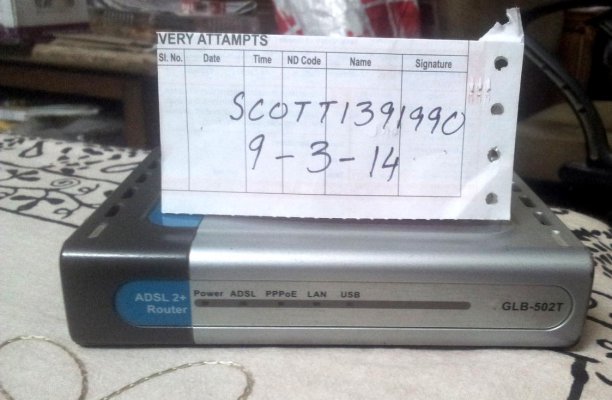 VERY ATTAMPTS
Sl. No. Date Time ND Code Name Signature
SCOTT1391990
9-3-14
ADSL 2+
Router
Power ADSL PPPoE LAN USB
GLB-502T